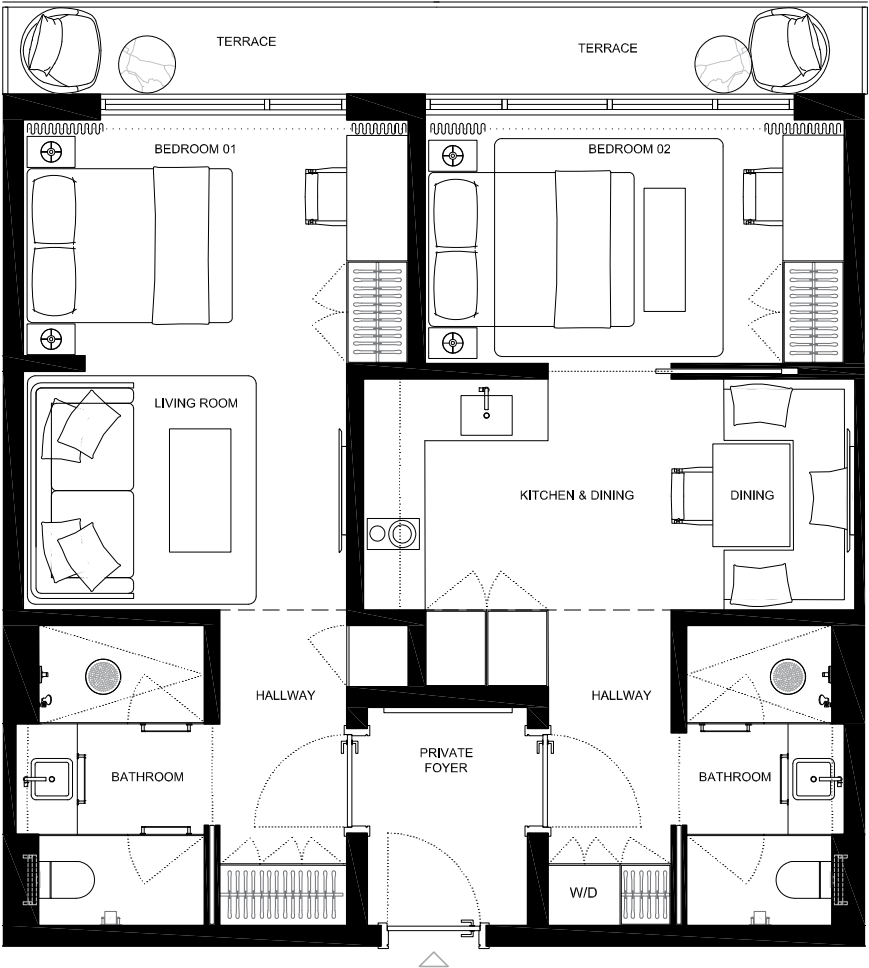 TERRACE
TERRACE
BEDROOM 01
BEDROOM 02
LIVING ROOM
KITCHEN & DINING
DINING
HALLWAY
HALLWAY
PRIVATE
FOYER
BATHROOM
BATHROOM
W/D